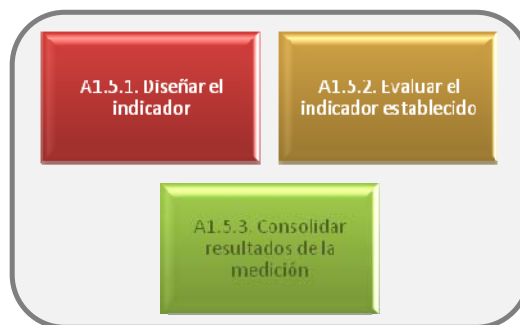 A1.5.1. Diseñar el
indicador
A1.5.2. Evaluar el
indicador establecido
A1.5.3. Consolidar
resultados de la
medición